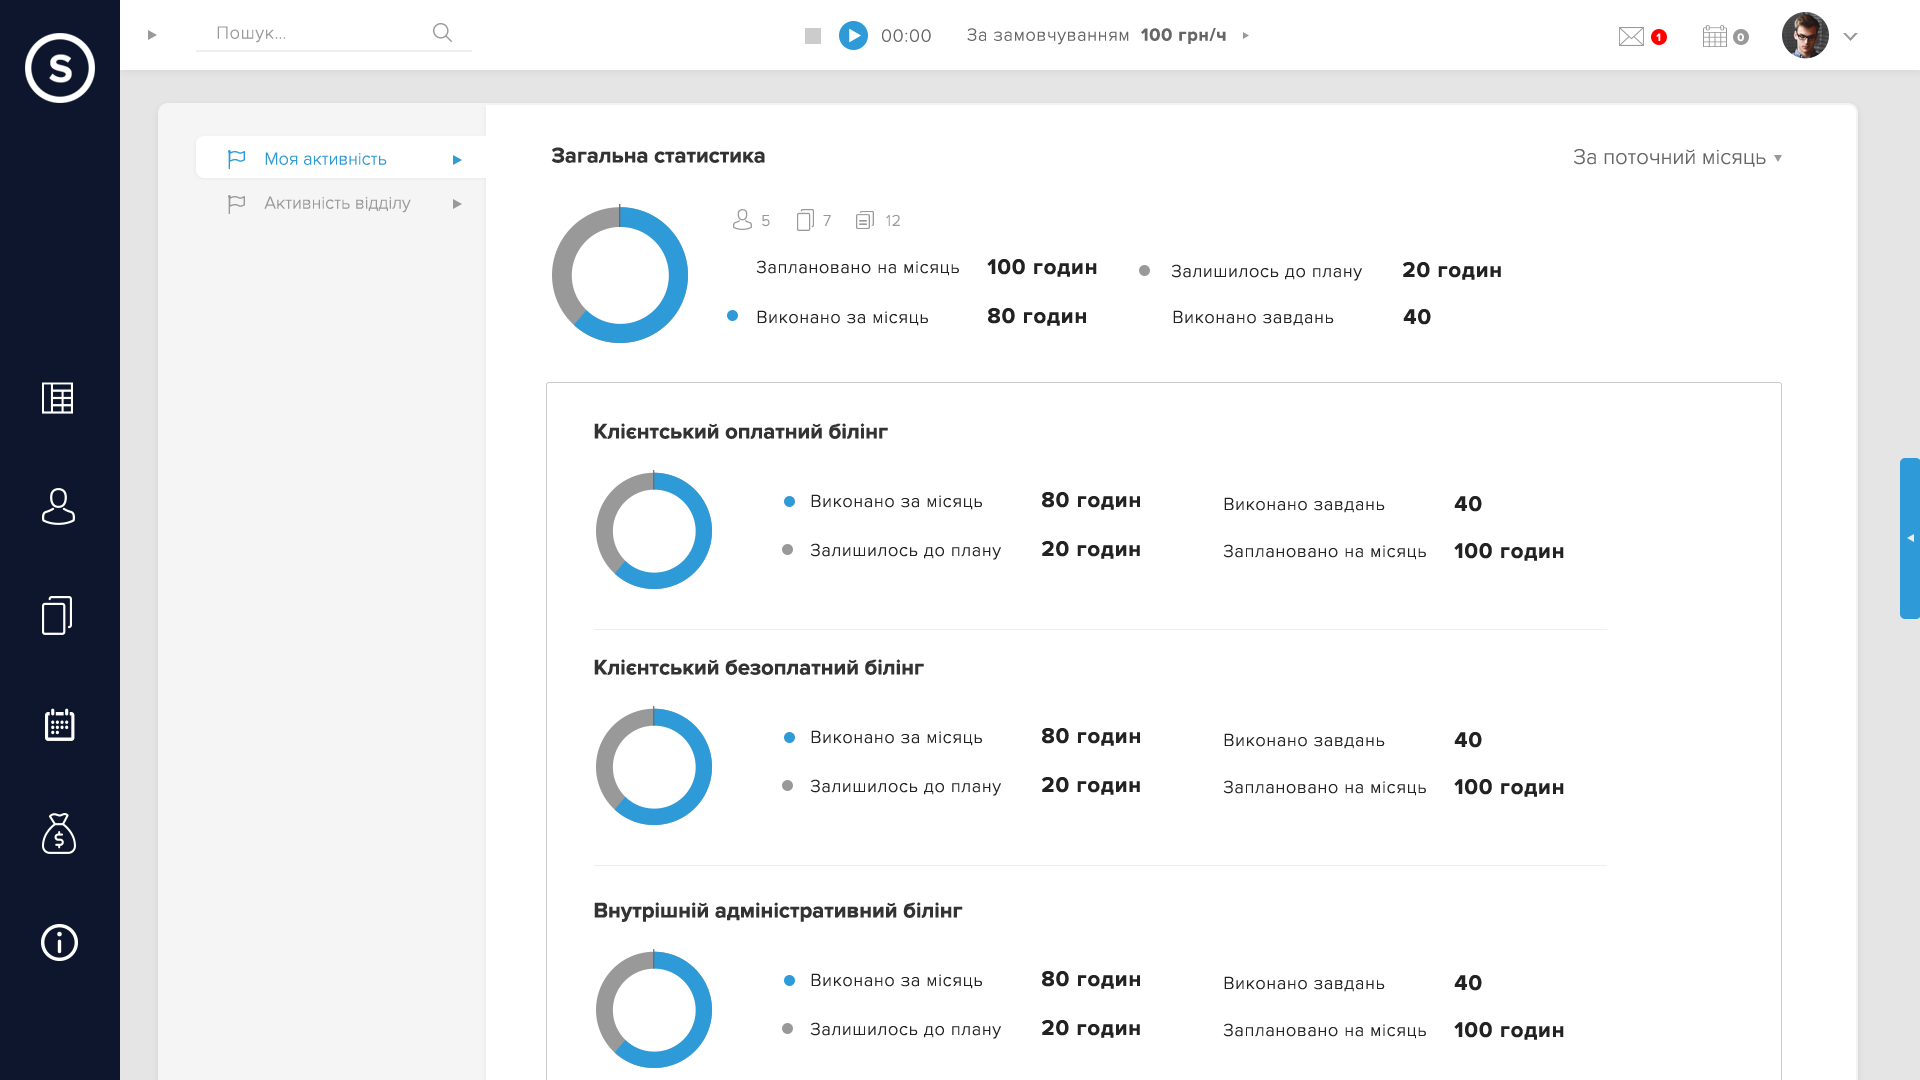 S
Пошук...
00:00
За замовчуванням 100 грн/ч
1
0
Моя активність
Активність відділу
Загальна статистика
За поточний місяць
5 7 12
Заплановано на місяць 100 годин
Залишилось до плану 20 годин
Виконано за місяць 80 годин
Виконано завдань 40
Клієнтський оплатний білінг
Виконано за місяць 80 годин
Виконано завдань 40
Залишилось до плану 20 годин
Заплановано на місяць 100 годин
Клієнтський безоплатний білінг
Виконано за місяць 80 годин
Виконано завдань 40
Залишилось до плану 20 годин
Заплановано на місяць 100 годин
Внутрішній адміністративний білінг
Виконано за місяць 80 годин
Виконано завдань 40
Залишилось до плану 20 годин
Заплановано на місяць 100 годин